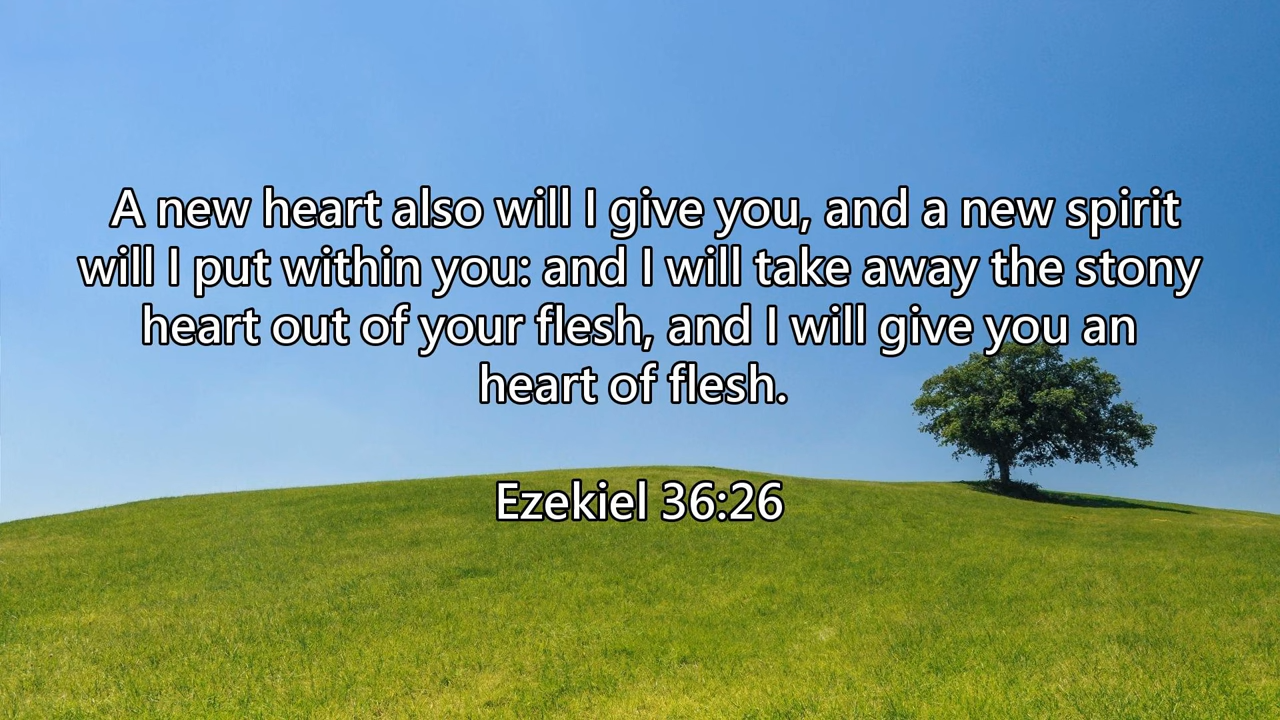 A new heart also will I give you, and a new spirit
will I put within you: and I will take away the stony
heart out of your flesh, and I will give you an
heart of flesh.
Ezekiel 36:26